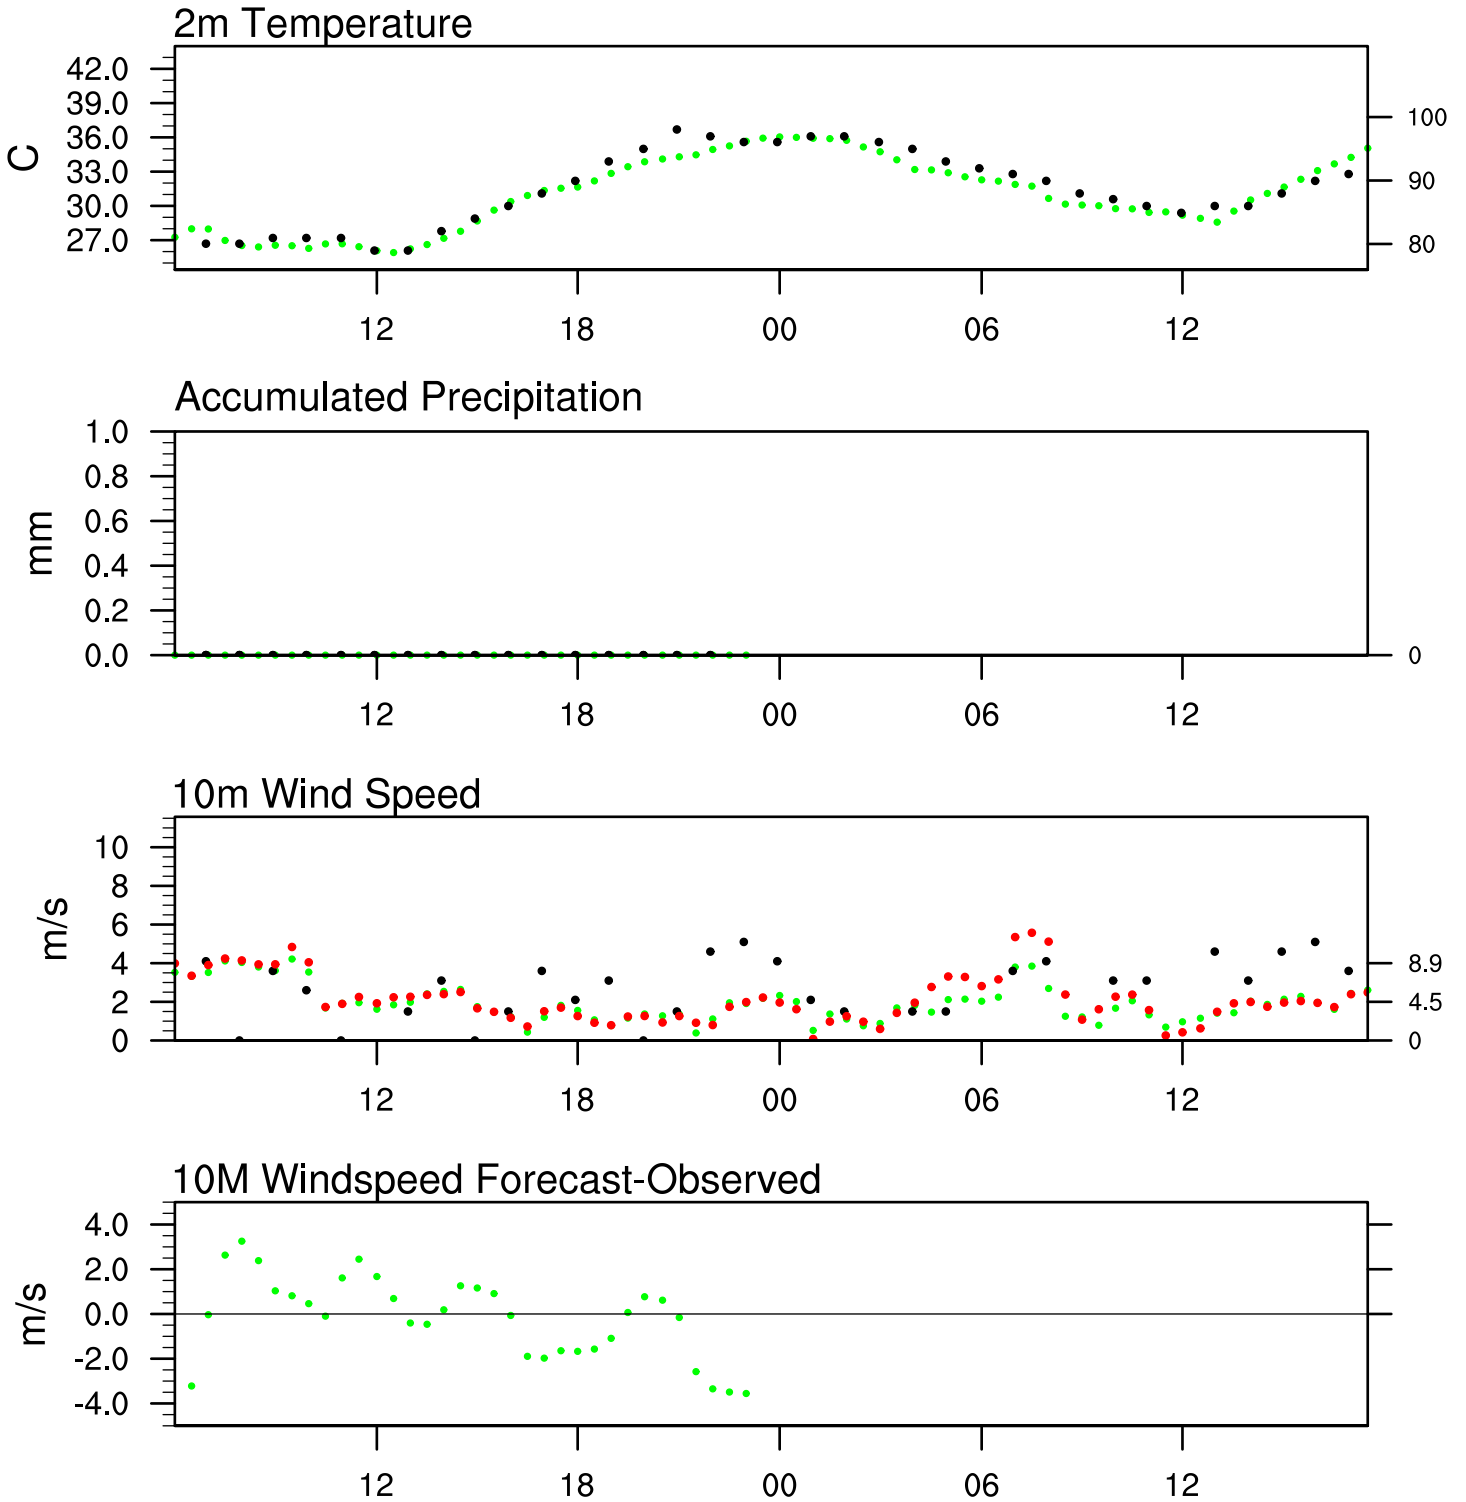 2m Temperature
42.0
39.0
36.0
33.0
30.0
27.0
C
100
90
80
12 18 00 06 12
Accumulated Precipitation
1.0
0.8
0.6
0.4
0.2
0.0
mm
0
12 18 00 06 12
10m Wind Speed
10
8
6
4
2
0
m/s
8.9
4.5
0
12 18 00 06 12
10M Windspeed Forecast-Observed
4.0
2.0
0.0
-2.0
-4.0
m/s
12 18 00 06 12